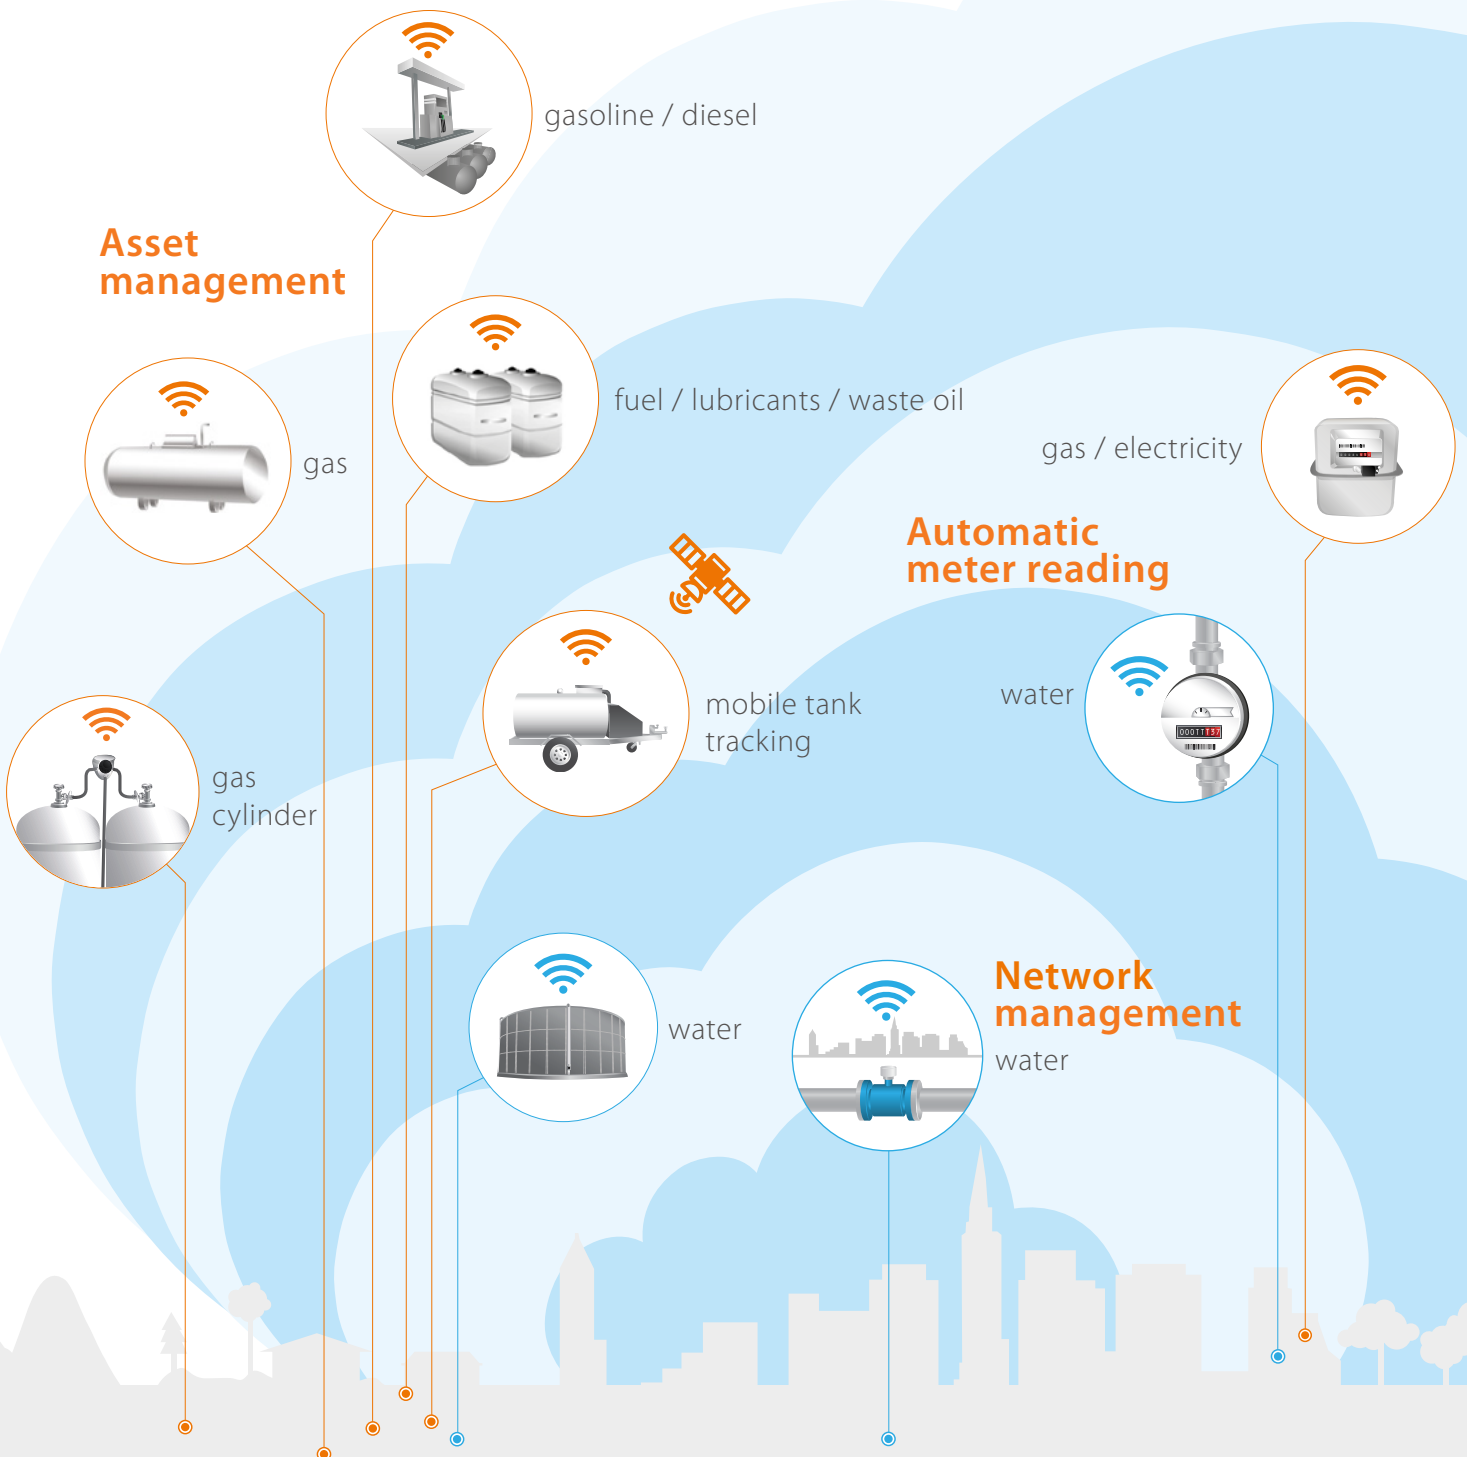 gasoline / diesel
Asset
management
fuel / lubricants / waste oil
gas
gas / electricity
Automatic
meter reading
mobile tank
tracking
water
gas
cylinder
water
Network
management
water